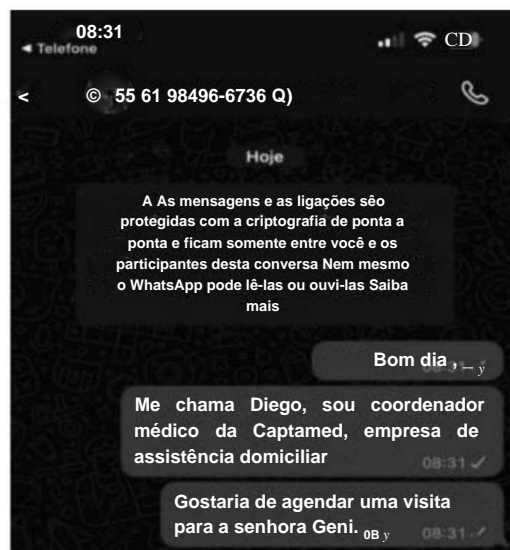 08:31
◄ Telefone
CD
< © 55 61 98496-6736 Q)
Hoje
A As mensagens e as ligações sêo
protegidas com a criptografia de ponta a
ponta e ficam somente entre você e os
participantes desta conversa Nem mesmo
o WhatsApp pode lê-las ou ouvi-las Saiba
mais
Bom dia , _ y
Me chama Diego, sou coordenador
médico da Captamed, empresa de
assistência domiciliar
08:31
Gostaria de agendar uma visita
para a senhora Geni. 0B y
08:31